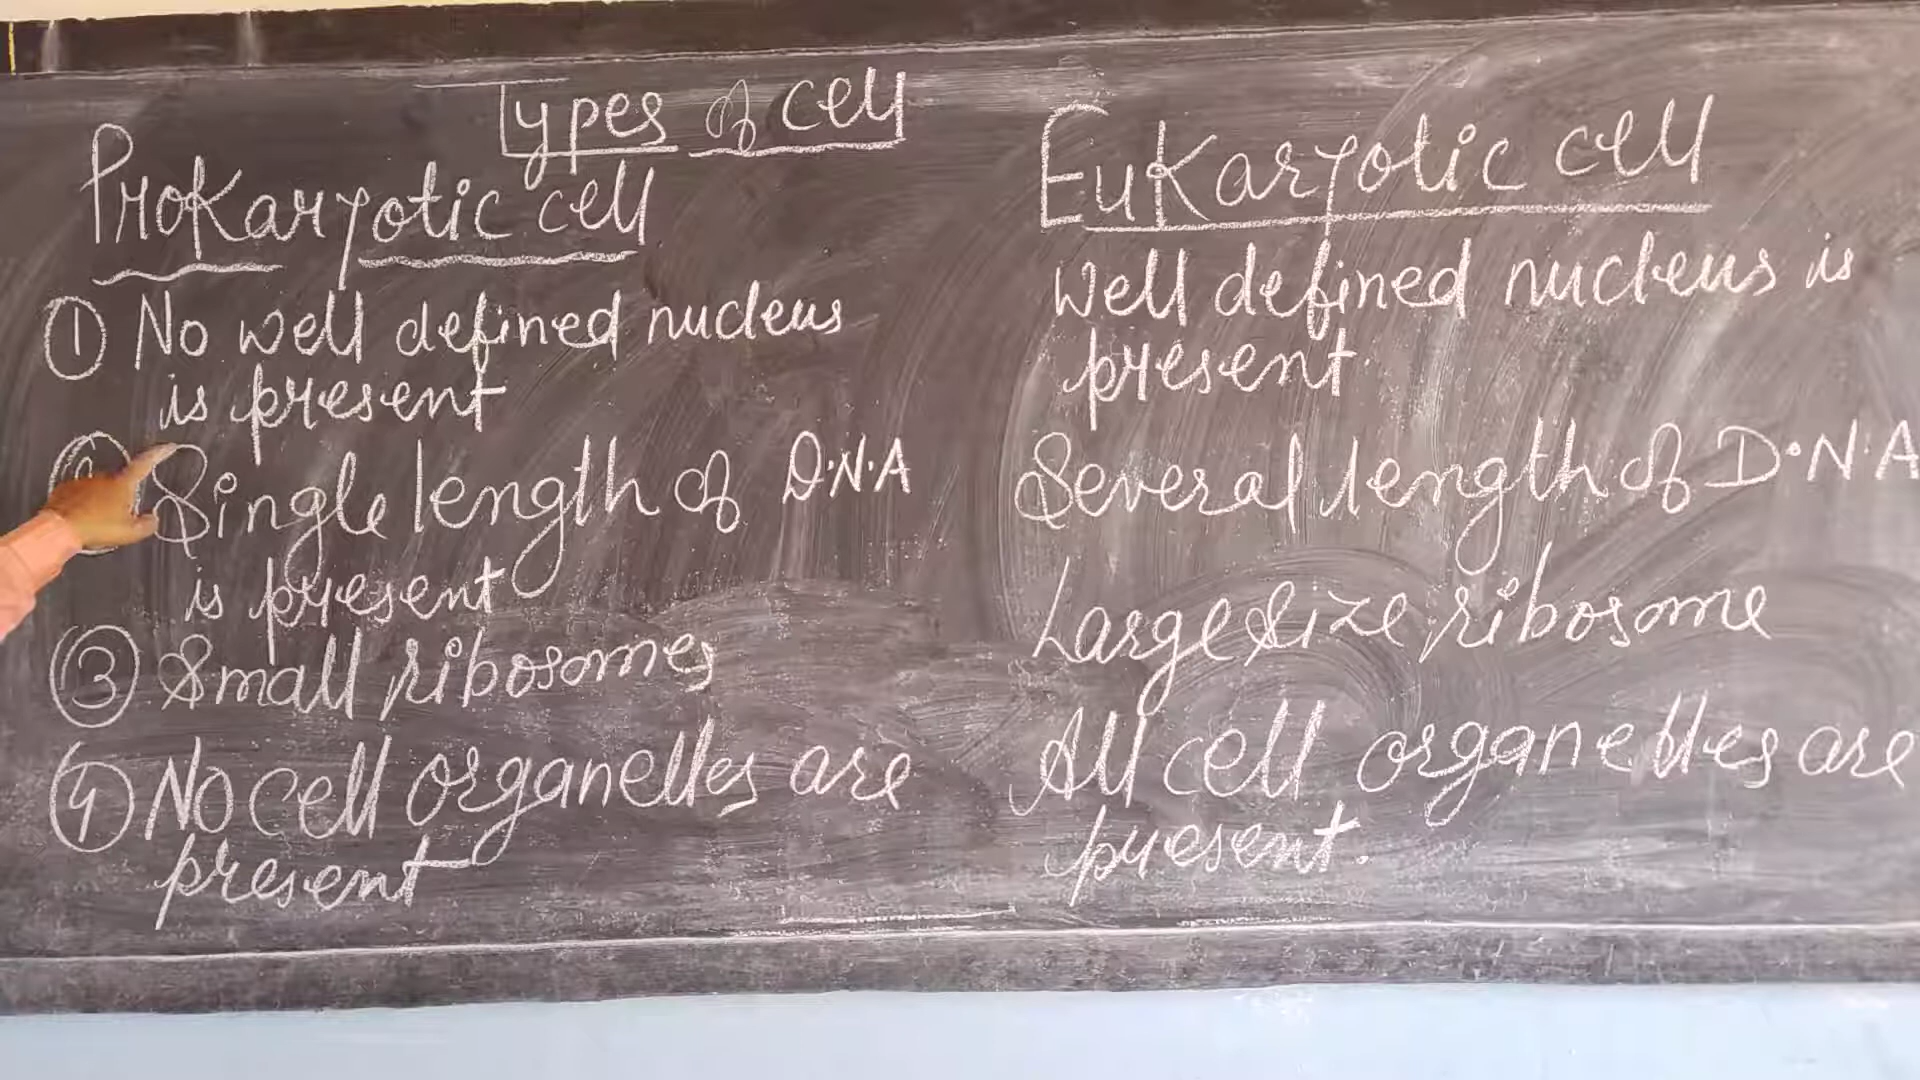 Types of cell
Prokaryotic cell
① No well defined nucleus
is present
Single length of D.N.A
is present
③ Small ribosomes
④ No cell organelles are
present
Eukaryotic cell
Well defined nucleus is
present.
Several length of D.N.A
Large size ribosome
All cell organelles are
present.